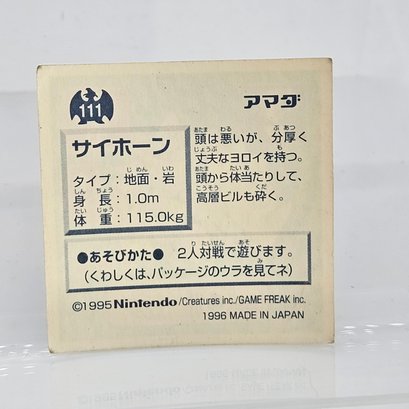 111
アマダ
サイホーン
タイプ:地面・岩
身長:1.0m
体重:115.0kg
頭は悪いが、分厚く
丈夫なヨロイを持つ。
頭から体当たりして、
高層ビルも砕く。
●あそびかた● 2人対戦で遊びます。
(くわしくは、パッケージのウラを見てネ)
©1995 Nintendo/Creatures inc./GAME FREAK inc.
1996 MADE IN JAPAN